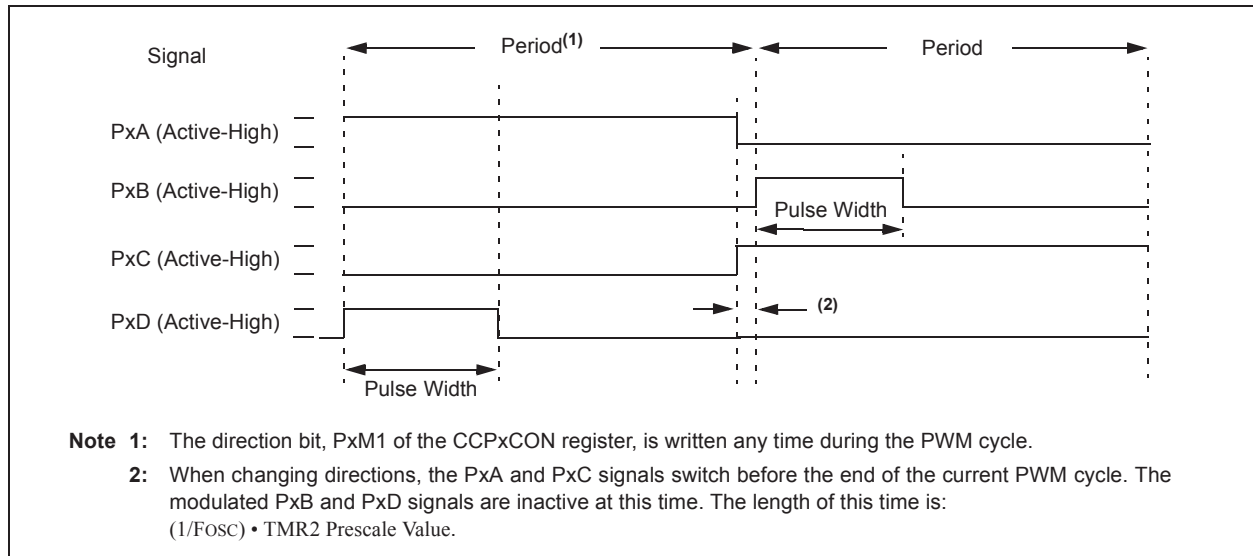 Signal
Period(1)
Period
PxA (Active-High)
PxB (Active-High)
Pulse Width
PxC (Active-High)
PxD (Active-High)
(2)
Pulse Width
Note 1: The direction bit, PxM1 of the CCPxCON register, is written any time during the PWM cycle.
2: When changing directions, the PxA and PxC signals switch before the end of the current PWM cycle. The
modulated PxB and PxD signals are inactive at this time. The length of this time is:
(1/FOSC) • TMR2 Prescale Value.